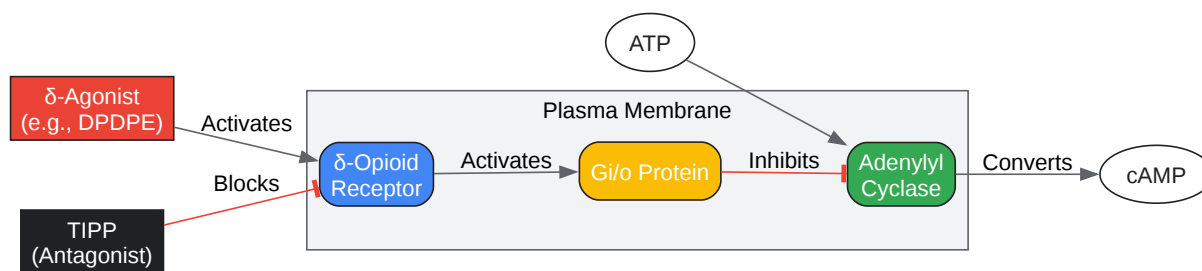 ATP
δ-Agonist
(e.g., DPDPE)
Plasma Membrane
Activates
δ-Opioid
Receptor
Activates
Gi/o Protein
Inhibits
Adenylyl
Cyclase
Converts
cAMP
Blocks
TIPP
(Antagonist)